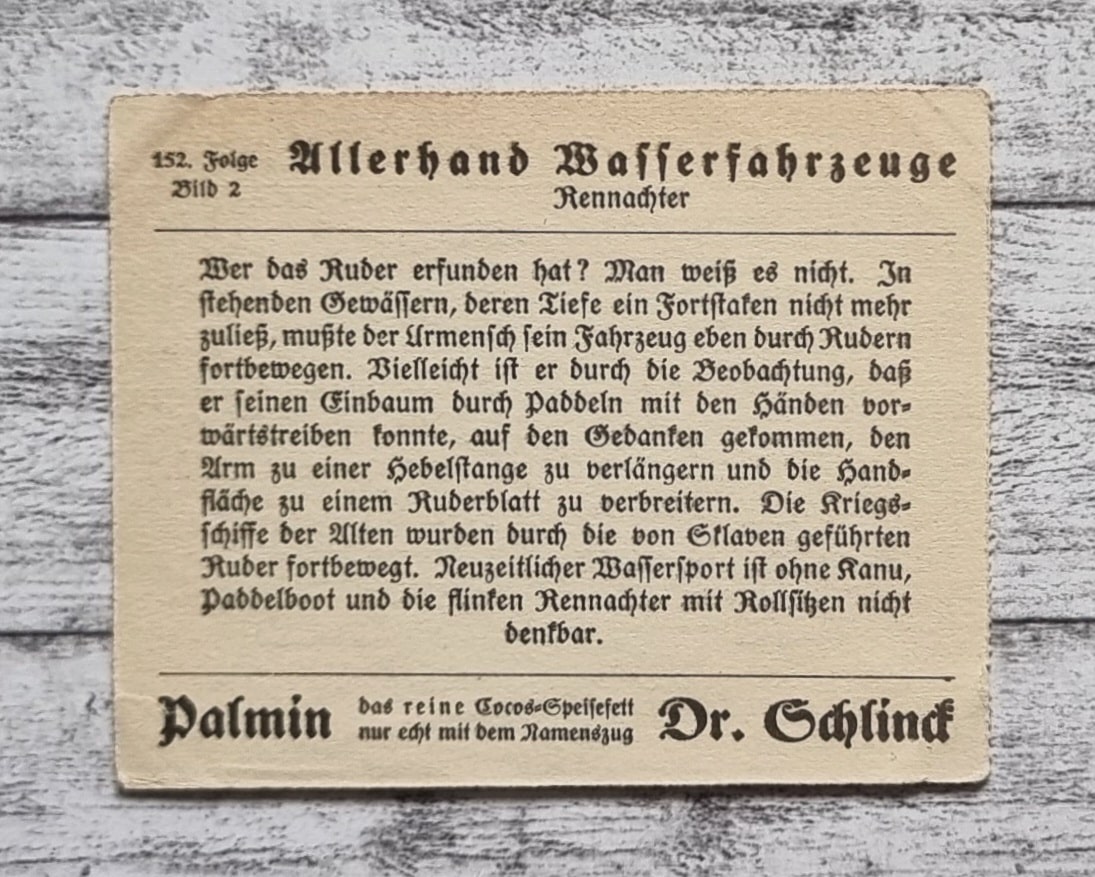 152. Folge
Bild 2
Allerhand Wasserfahrzeuge
Rennachter
Wer das Ruder erfunden hat? Man weiß es nicht. In
stehenden Gewässern, deren Tiefe ein Fortstaken nicht mehr
zuließ, mußte der Urmensch sein Fahrzeug eben durch Rudern
fortbewegen. Vielleicht ist er durch die Beobachtung, daß
er seinen Einbaum durch Paddeln mit den Händen vor-
wärtstreiben konnte, auf den Gedanken gekommen, den
Arm zu einer Hebelstange zu verlängern und die Hand-
fläche zu einem Ruderblatt zu verbreitern. Die Kriegs-
schiffe der Alten wurden durch die von Sklaven geführten
Ruder fortbewegt. Neuzeitlicher Wassersport ist ohne Kanu,
Paddelboot und die flinken Rennachter mit Rollsitzen nicht
denkbar.
Palmin
das reine Cocos-Speisefett
nur echt mit dem Namenszug
Dr. Schlinck